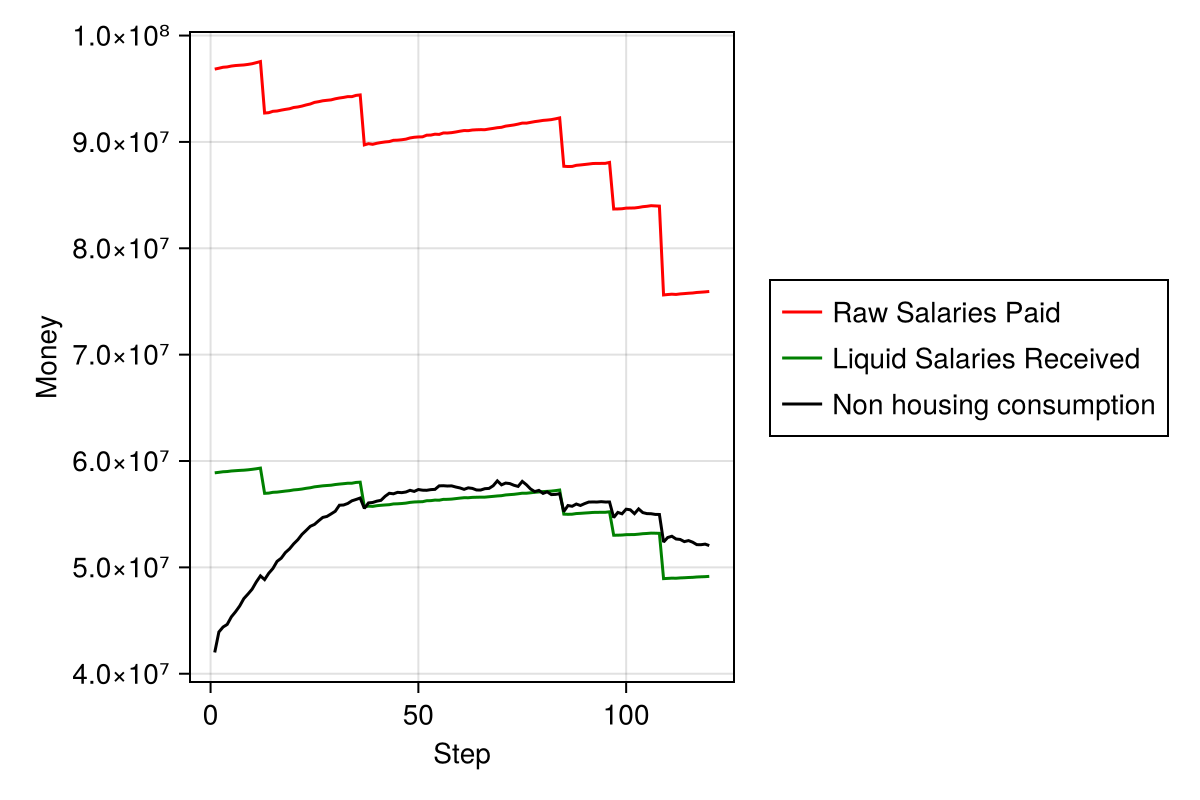 1.0×10⁸
9.0×10⁷
8.0×10⁷
7.0×10⁷
6.0×10⁷
5.0×10⁷
4.0×10⁷
Money
0 50 100
Step
Raw Salaries Paid
Liquid Salaries Received
Non housing consumption